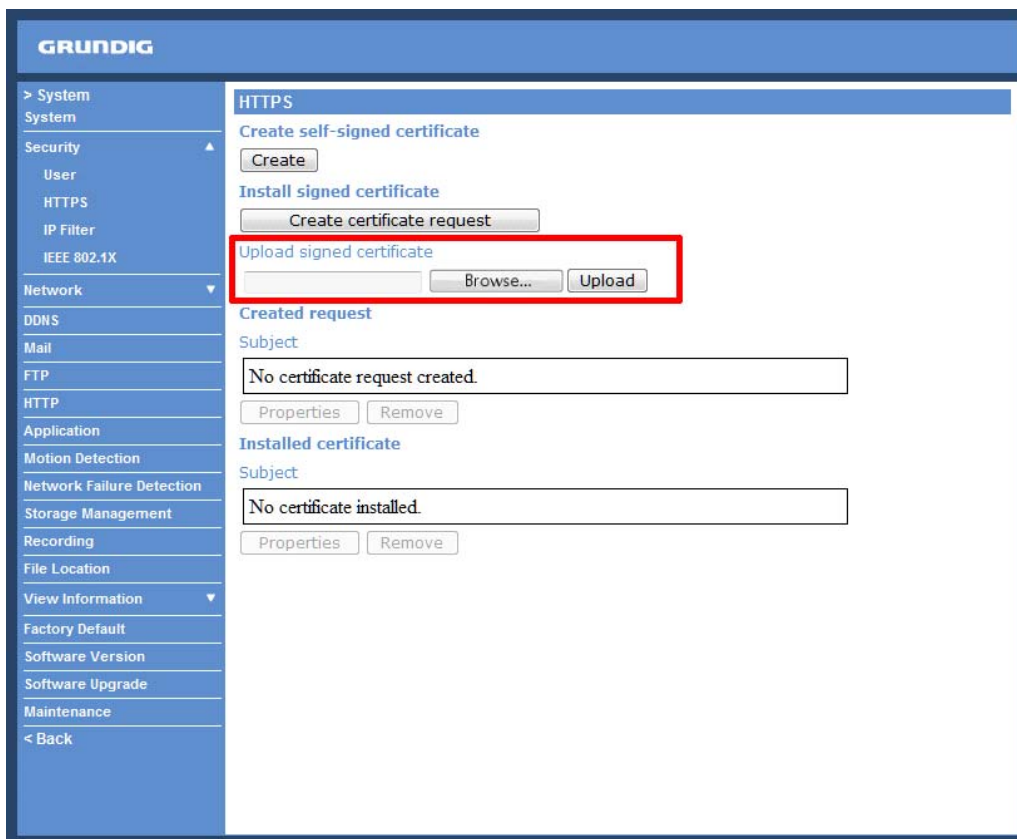 GRUNDIG
> System
System
Security
User
HTTPS
IP Filter
IEEE 802.1X
Network
DDNS
Mail
FTP
HTTP
Application
Motion Detection
Network Failure Detection
Storage Management
Recording
File Location
View Information
Factory Default
Software Version
Software Upgrade
Maintenance
< Back
HTTPS
Create self-signed certificate
Create
Install signed certificate
Create certificate request
Upload signed certificate
Browse... Upload
Created request
Subject
No certificate request created.
Properties Remove
Installed certificate
Subject
No certificate installed.
Properties Remove